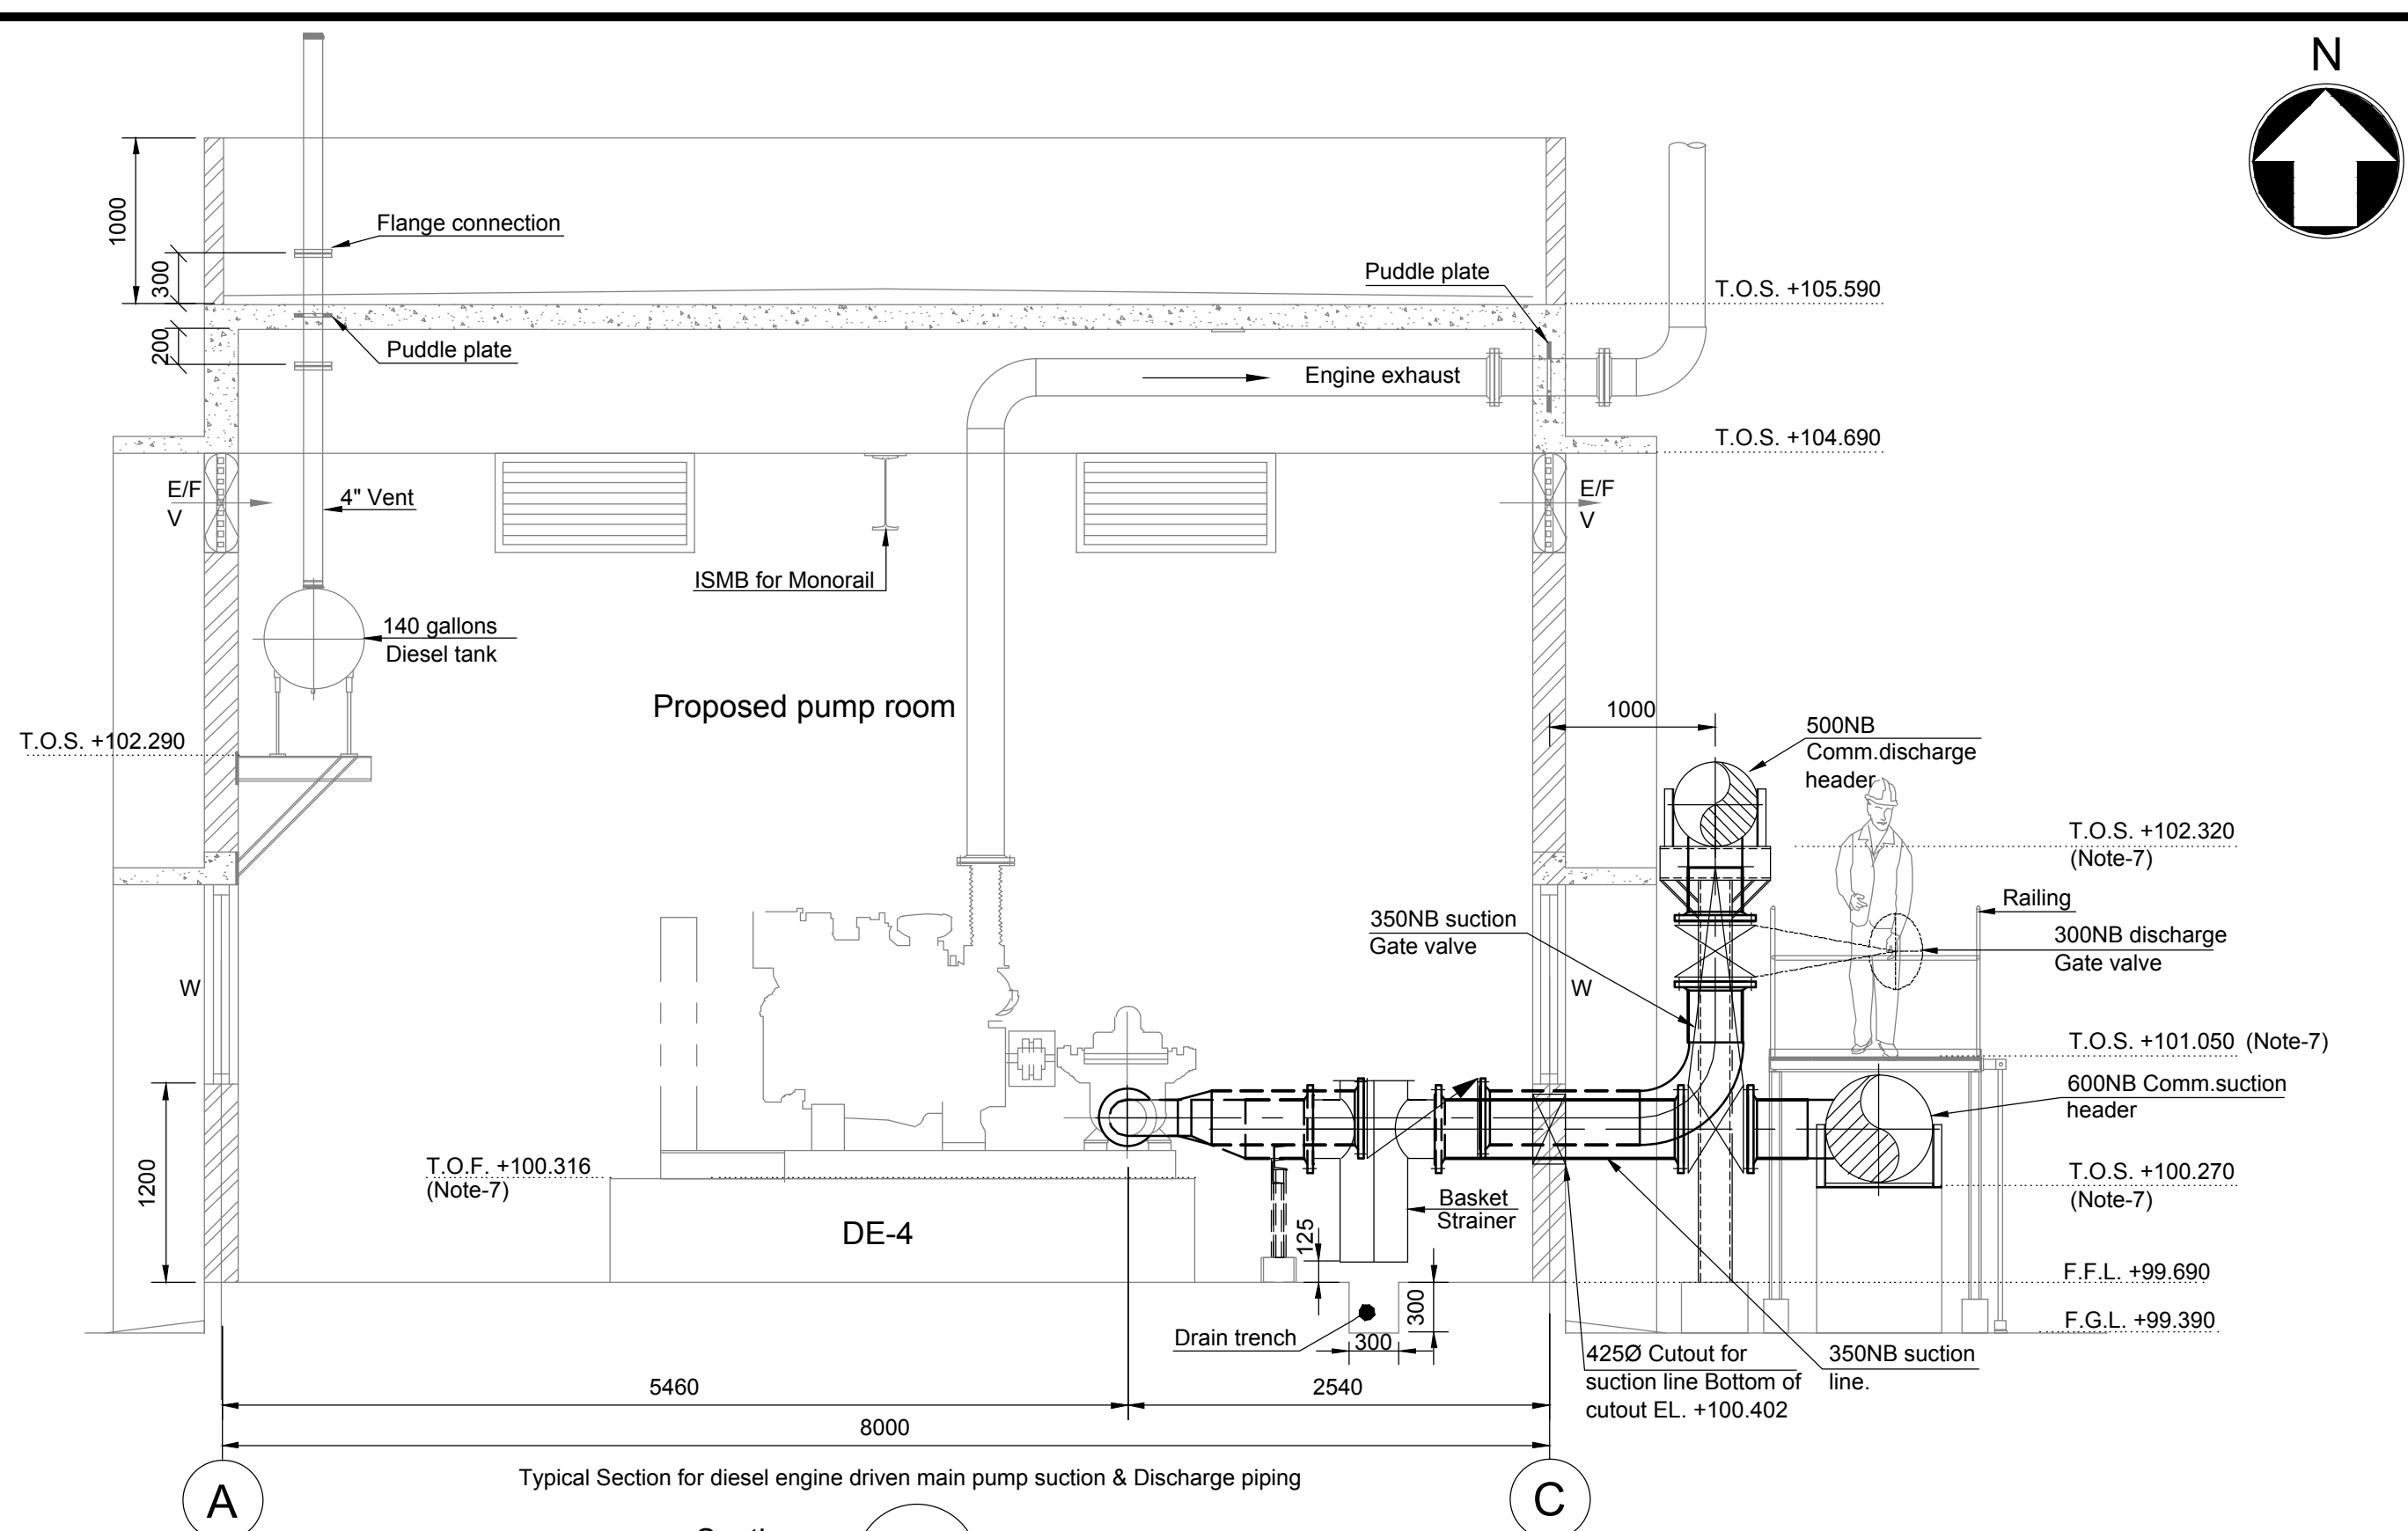 N
1000
Flange connection
300
Puddle plate
T.O.S. +105.590
200
Puddle plate
Engine exhaust
T.O.S. +104.690
E/F
V
4" Vent
E/F
V
ISMB for Monorail
140 gallons
Diesel tank
Proposed pump room
1000
500NB
Comm.discharge
header
T.O.S. +102.290
T.O.S. +102.320
(Note-7)
Railing
350NB suction
Gate valve
300NB discharge
Gate valve
W
W
T.O.S. +101.050 (Note-7)
600NB Comm.suction
header
1200
T.O.F. +100.316
(Note-7)
T.O.S. +100.270
(Note-7)
Basket
Strainer
DE-4
125
F.F.L. +99.690
300
Drain trench
300
F.G.L. +99.390
425Ø Cutout for
suction line Bottom of
cutout EL. +100.402
350NB suction
line.
5460
2540
8000
Typical Section for diesel engine driven main pump suction & Discharge piping
A
C